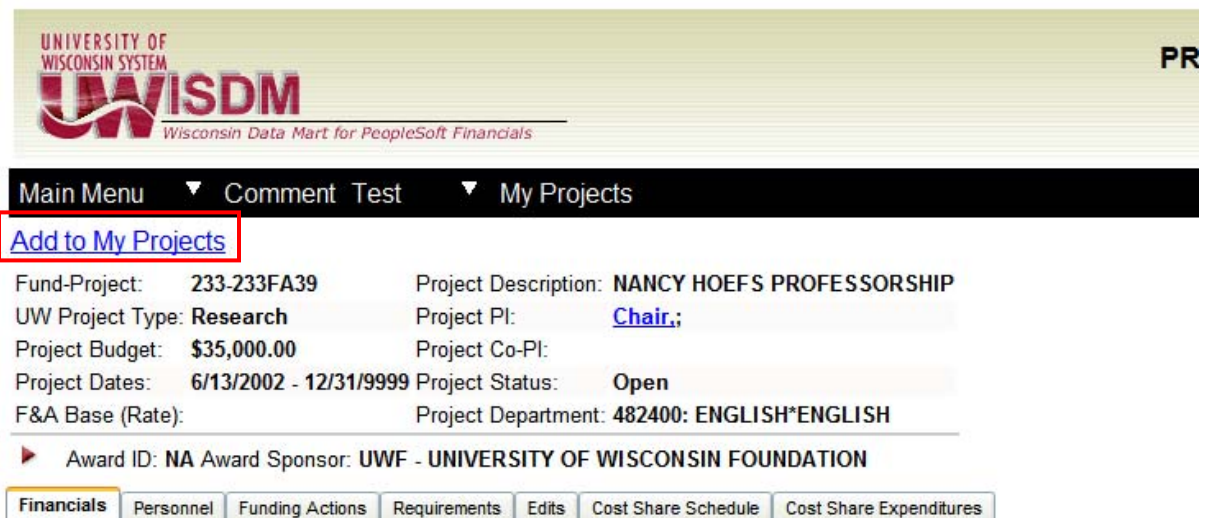 UNIVERSITY OF
WISCONSIN SYSTEM
UWISDM
Wisconsin Data Mart for PeopleSoft Financials
PR
Main Menu ▼ Comment Test ▼ My Projects
Add to My Projects
Fund-Project: 233-233FA39 Project Description: NANCY HOEFS PROFESSORSHIP
UW Project Type: Research Project PI: Chair,;
Project Budget: $35,000.00 Project Co-PI:
Project Dates: 6/13/2002 - 12/31/9999 Project Status: Open
F&A Base (Rate): Project Department: 482400: ENGLISH*ENGLISH
Award ID: NA Award Sponsor: UWF - UNIVERSITY OF WISCONSIN FOUNDATION
Financials Personnel Funding Actions Requirements Edits Cost Share Schedule Cost Share Expenditures